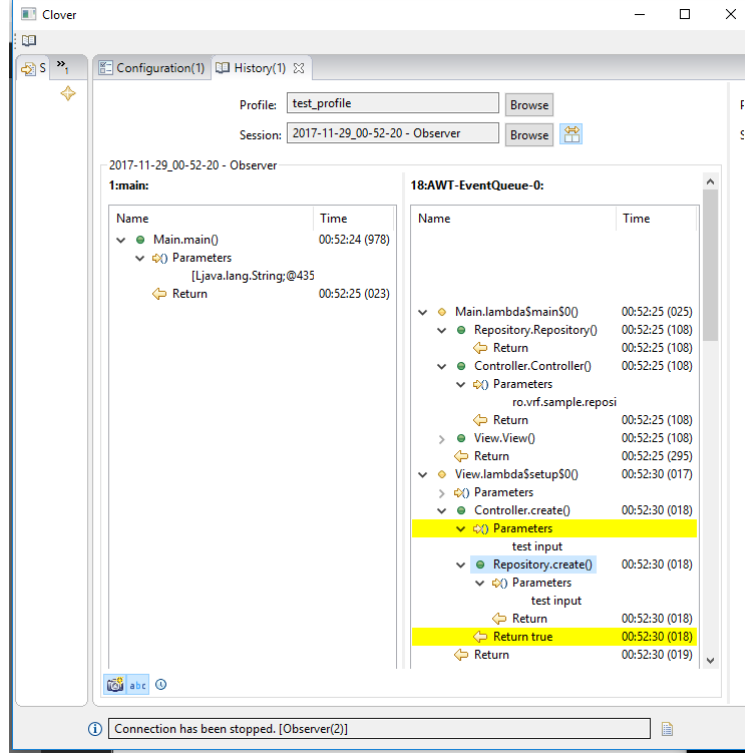 Clover
S
»1
Configuration(1)
History(1)
Profile: test_profile Browse
Session: 2017-11-29_00-52-20 - Observer Browse
2017-11-29_00-52-20 - Observer
1:main:
Name Time
Main.main() 00:52:24 (978)
Parameters
[Ljava.lang.String;@435
Return 00:52:25 (023)
18:AWT-EventQueue-0:
Name Time
Main.lambda$main$0() 00:52:25 (025)
Repository.Repository() 00:52:25 (108)
Return 00:52:25 (108)
Controller.Controller() 00:52:25 (108)
Parameters
ro.vrf.sample.reposi
Return 00:52:25 (108)
View.View() 00:52:25 (108)
Return 00:52:25 (295)
View.lambda$setup$0() 00:52:30 (017)
Parameters
Controller.create() 00:52:30 (018)
Parameters
test input
Repository.create() 00:52:30 (018)
Parameters
test input
Return 00:52:30 (018)
Return true 00:52:30 (018)
Return 00:52:30 (019)
abc
Connection has been stopped. [Observer(2)]